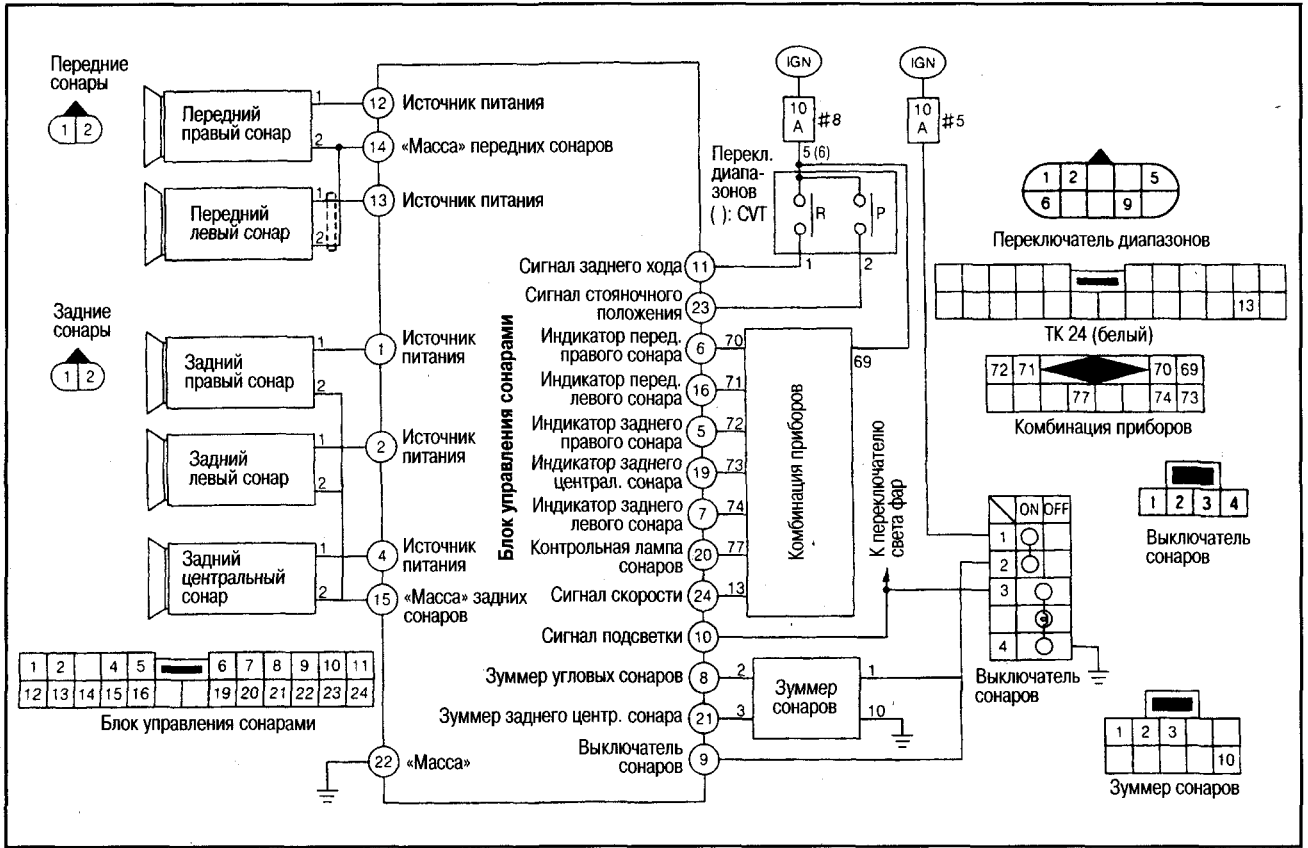 Передние
сонары
1 2
Передний
правый сонар
1
2
Передний
левый сонар
1
2
12 Источник питания
14 «Масса» передних сонаров
13 Источник питания
Задние
сонары
1 2
Задний
правый сонар
1
2
Задний
левый сонар
1
2
Задний
центральный
сонар
1
2
1 Источник
питания
2 Источник
питания
4 Источник
питания
15 «Масса» задних
сонаров
1 2 4 5 6 7 8 9 10 11
12 13 14 15 16 19 20 21 22 23 24
Блок управления сонарами
22 «Масса»
Блок управления сонарами
Сигнал заднего хода 11
Сигнал стояночного
положения 23
Индикатор перед.
правого сонара 6 70
Индикатор перед.
левого сонара 16 71
Индикатор заднего
правого сонара 5 72
Индикатор заднего
централ. сонара 19 73
Индикатор заднего
левого сонара 7 74
Контрольная лампа
сонаров 20 77
Сигнал скорости 24 13
Сигнал подсветки 10
Зуммер угловых сонаров 8 2
Зуммер заднего центр. сонара 21 3
Выключатель
сонаров 9
IGN
10
A
#8
IGN
10
A
#5
5 (6)
Перекл.
диапа-
зонов
( ): CVT
R
P
1
2
69
Комбинация приборов
К переключателю
света фар
Зуммер
сонаров
1
10
ON OFF
1
2
3
4
Выключатель
сонаров
1 2 5
6 9
Переключатель диапазонов
13
ТК 24 (белый)
72 71 70 69
77 74 73
Комбинация приборов
1 2 3 4
Выключатель
сонаров
1 2 3
10
Зуммер сонаров